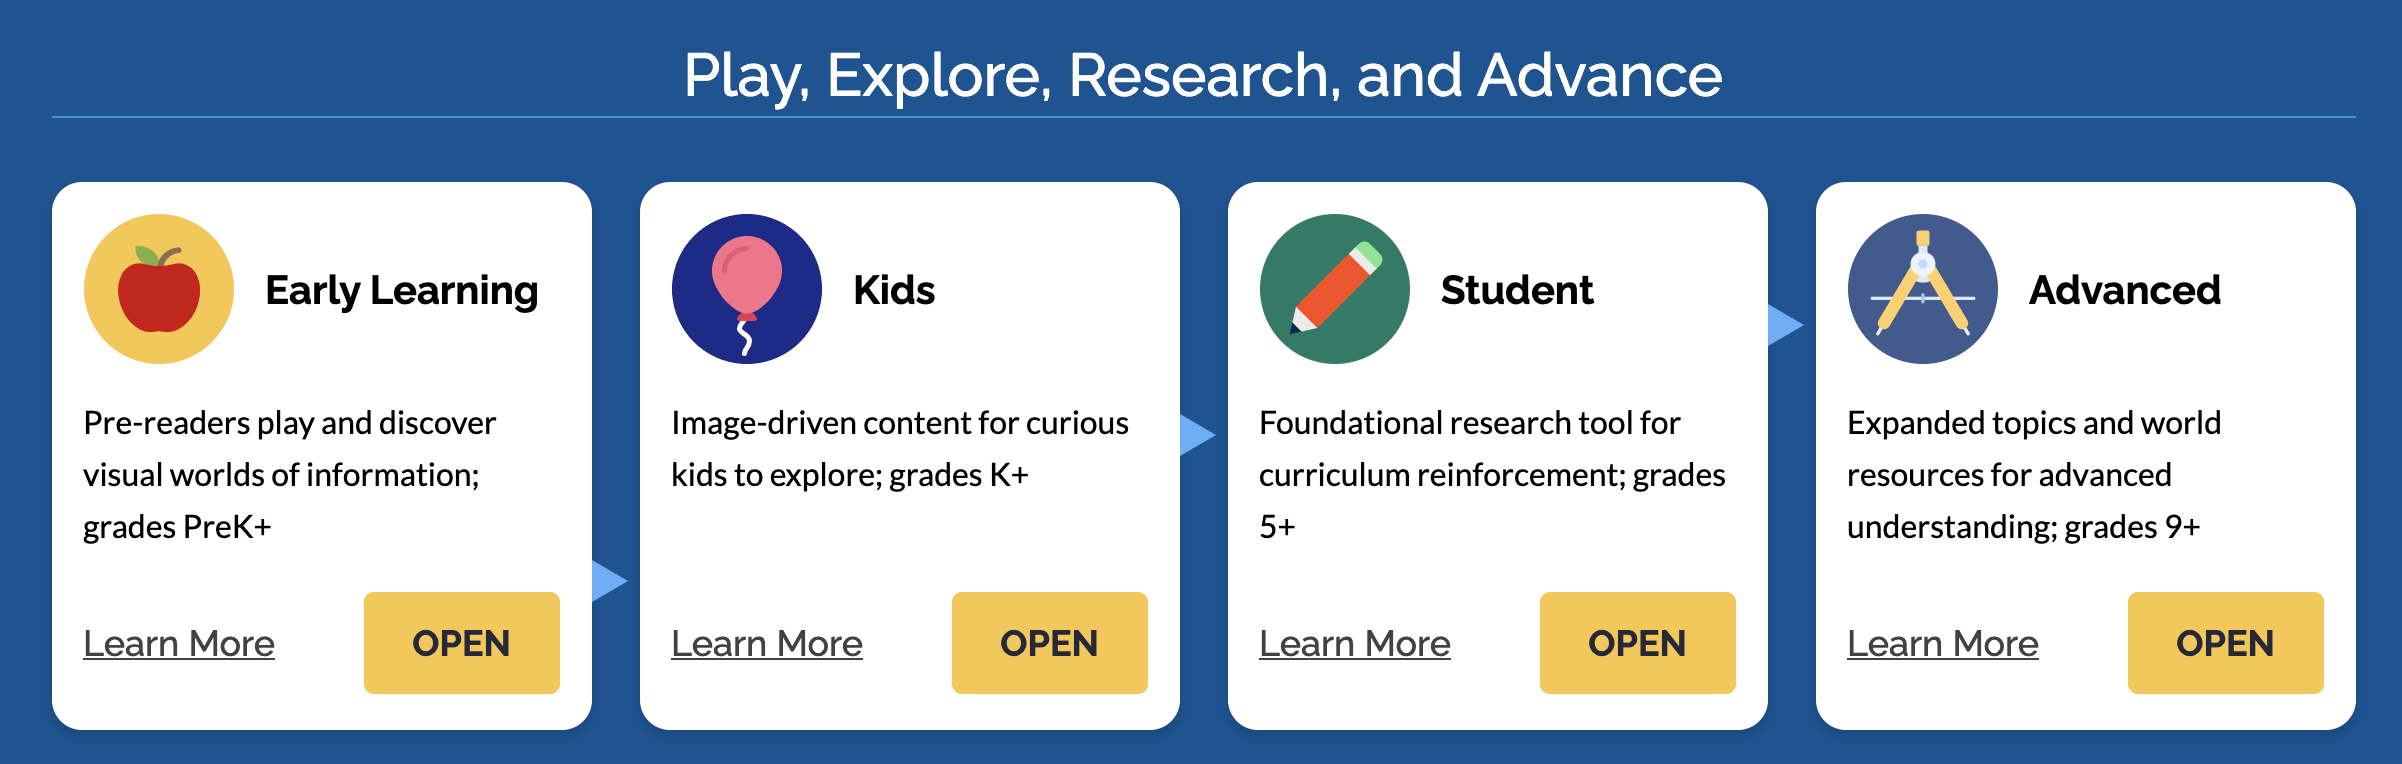 Play, Explore, Research, and Advance
Early Learning
Pre-readers play and discover
visual worlds of information;
grades PreK+
Learn More
OPEN
Kids
Image-driven content for curious
kids to explore; grades K+
Learn More
OPEN
Student
Foundational research tool for
curriculum reinforcement; grades
5+
Learn More
OPEN
Advanced
Expanded topics and world
resources for advanced
understanding; grades 9+
Learn More
OPEN